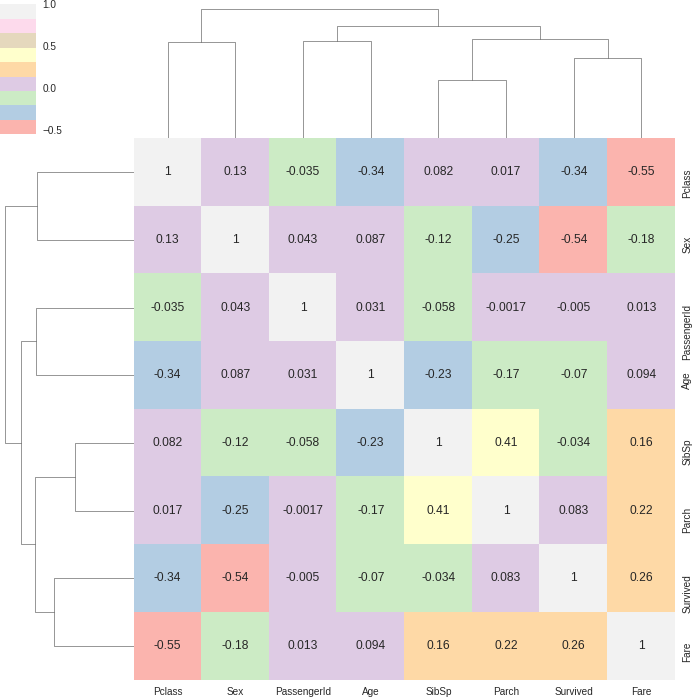 1.0
0.5
0.0
−0.5
1 0.13 -0.035 -0.34 0.082 0.017 -0.34 -0.55 Pclass
0.13 1 0.043 0.087 -0.12 -0.25 -0.54 -0.18 Sex
-0.035 0.043 1 0.031 -0.058 -0.0017 -0.005 0.013 PassengerId
-0.34 0.087 0.031 1 -0.23 -0.17 -0.07 0.094 Age
0.082 -0.12 -0.058 -0.23 1 0.41 -0.034 0.16 SibSp
0.017 -0.25 -0.0017 -0.17 0.41 1 0.083 0.22 Parch
-0.34 -0.54 -0.005 -0.07 -0.034 0.083 1 0.26 Survived
-0.55 -0.18 0.013 0.094 0.16 0.22 0.26 1 Fare
Pclass Sex PassengerId Age SibSp Parch Survived Fare